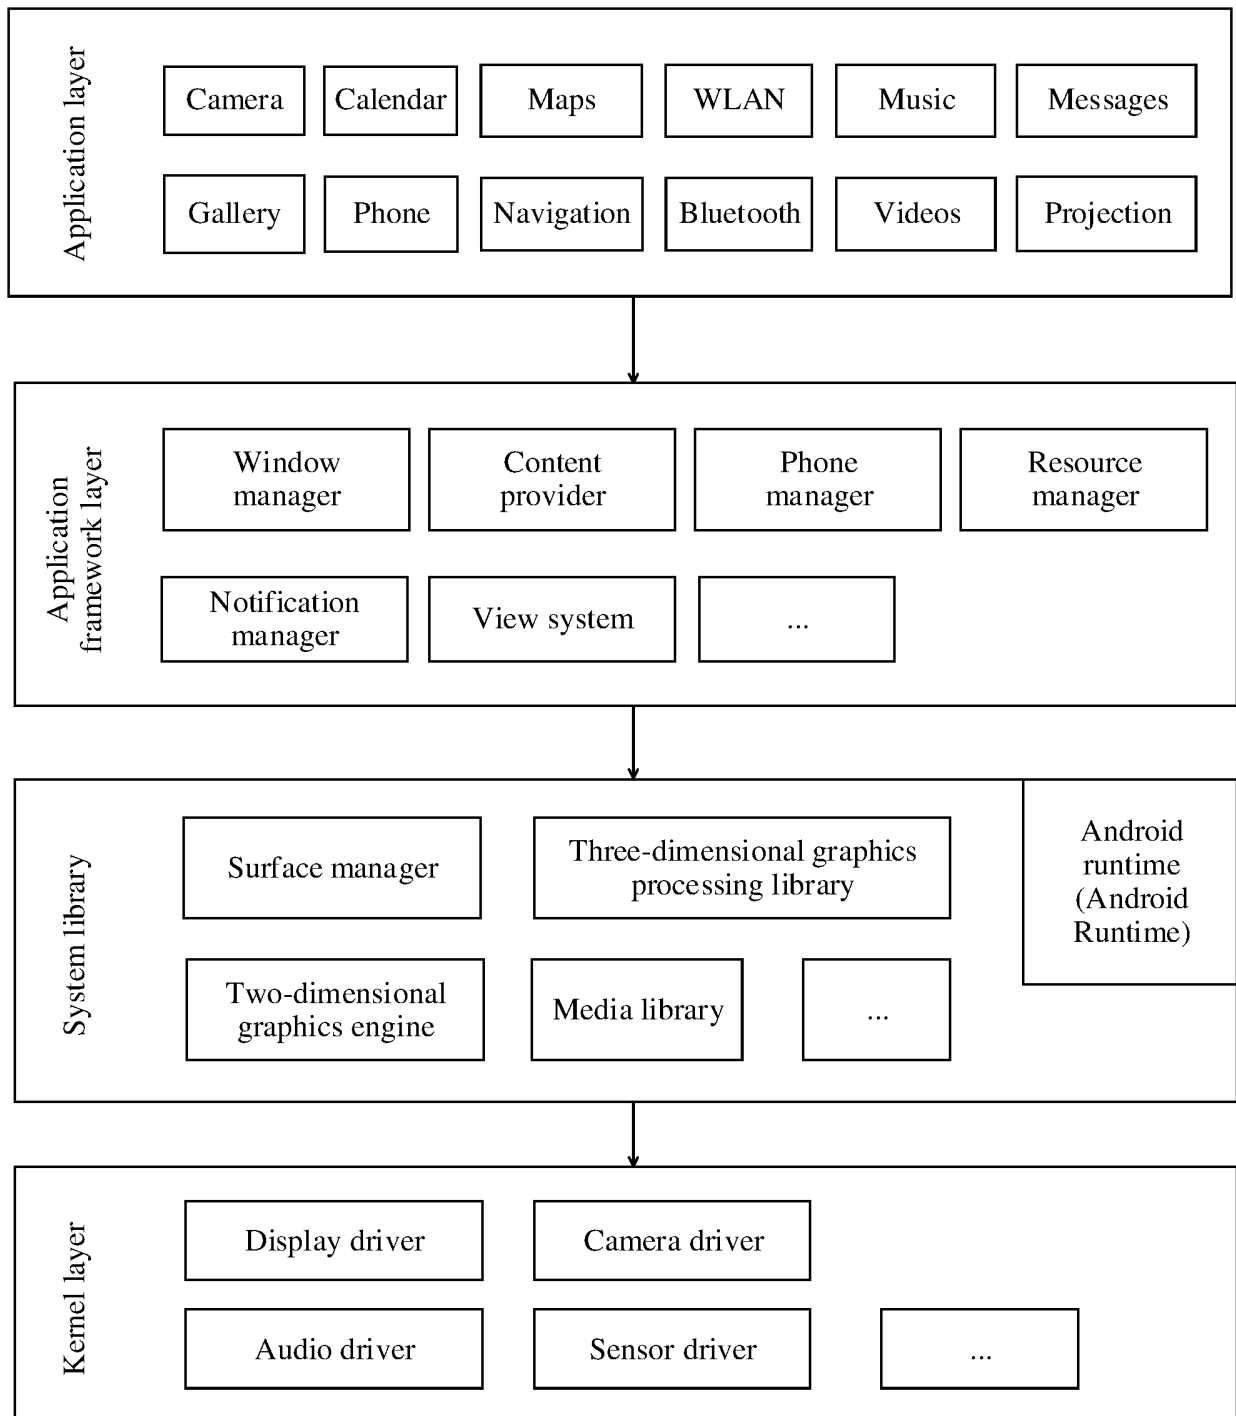 Application layer
Camera
Calendar
Maps
WLAN
Music
Messages
Gallery
Phone
Navigation
Bluetooth
Videos
Projection
Application
framework layer
Window
manager
Content
provider
Phone
manager
Resource
manager
Notification
manager
View system
...
System library
Surface manager
Three-dimensional graphics
processing library
Android
runtime
(Android
Runtime)
Two-dimensional
graphics engine
Media library
...
Kernel layer
Display driver
Camera driver
Audio driver
Sensor driver
...